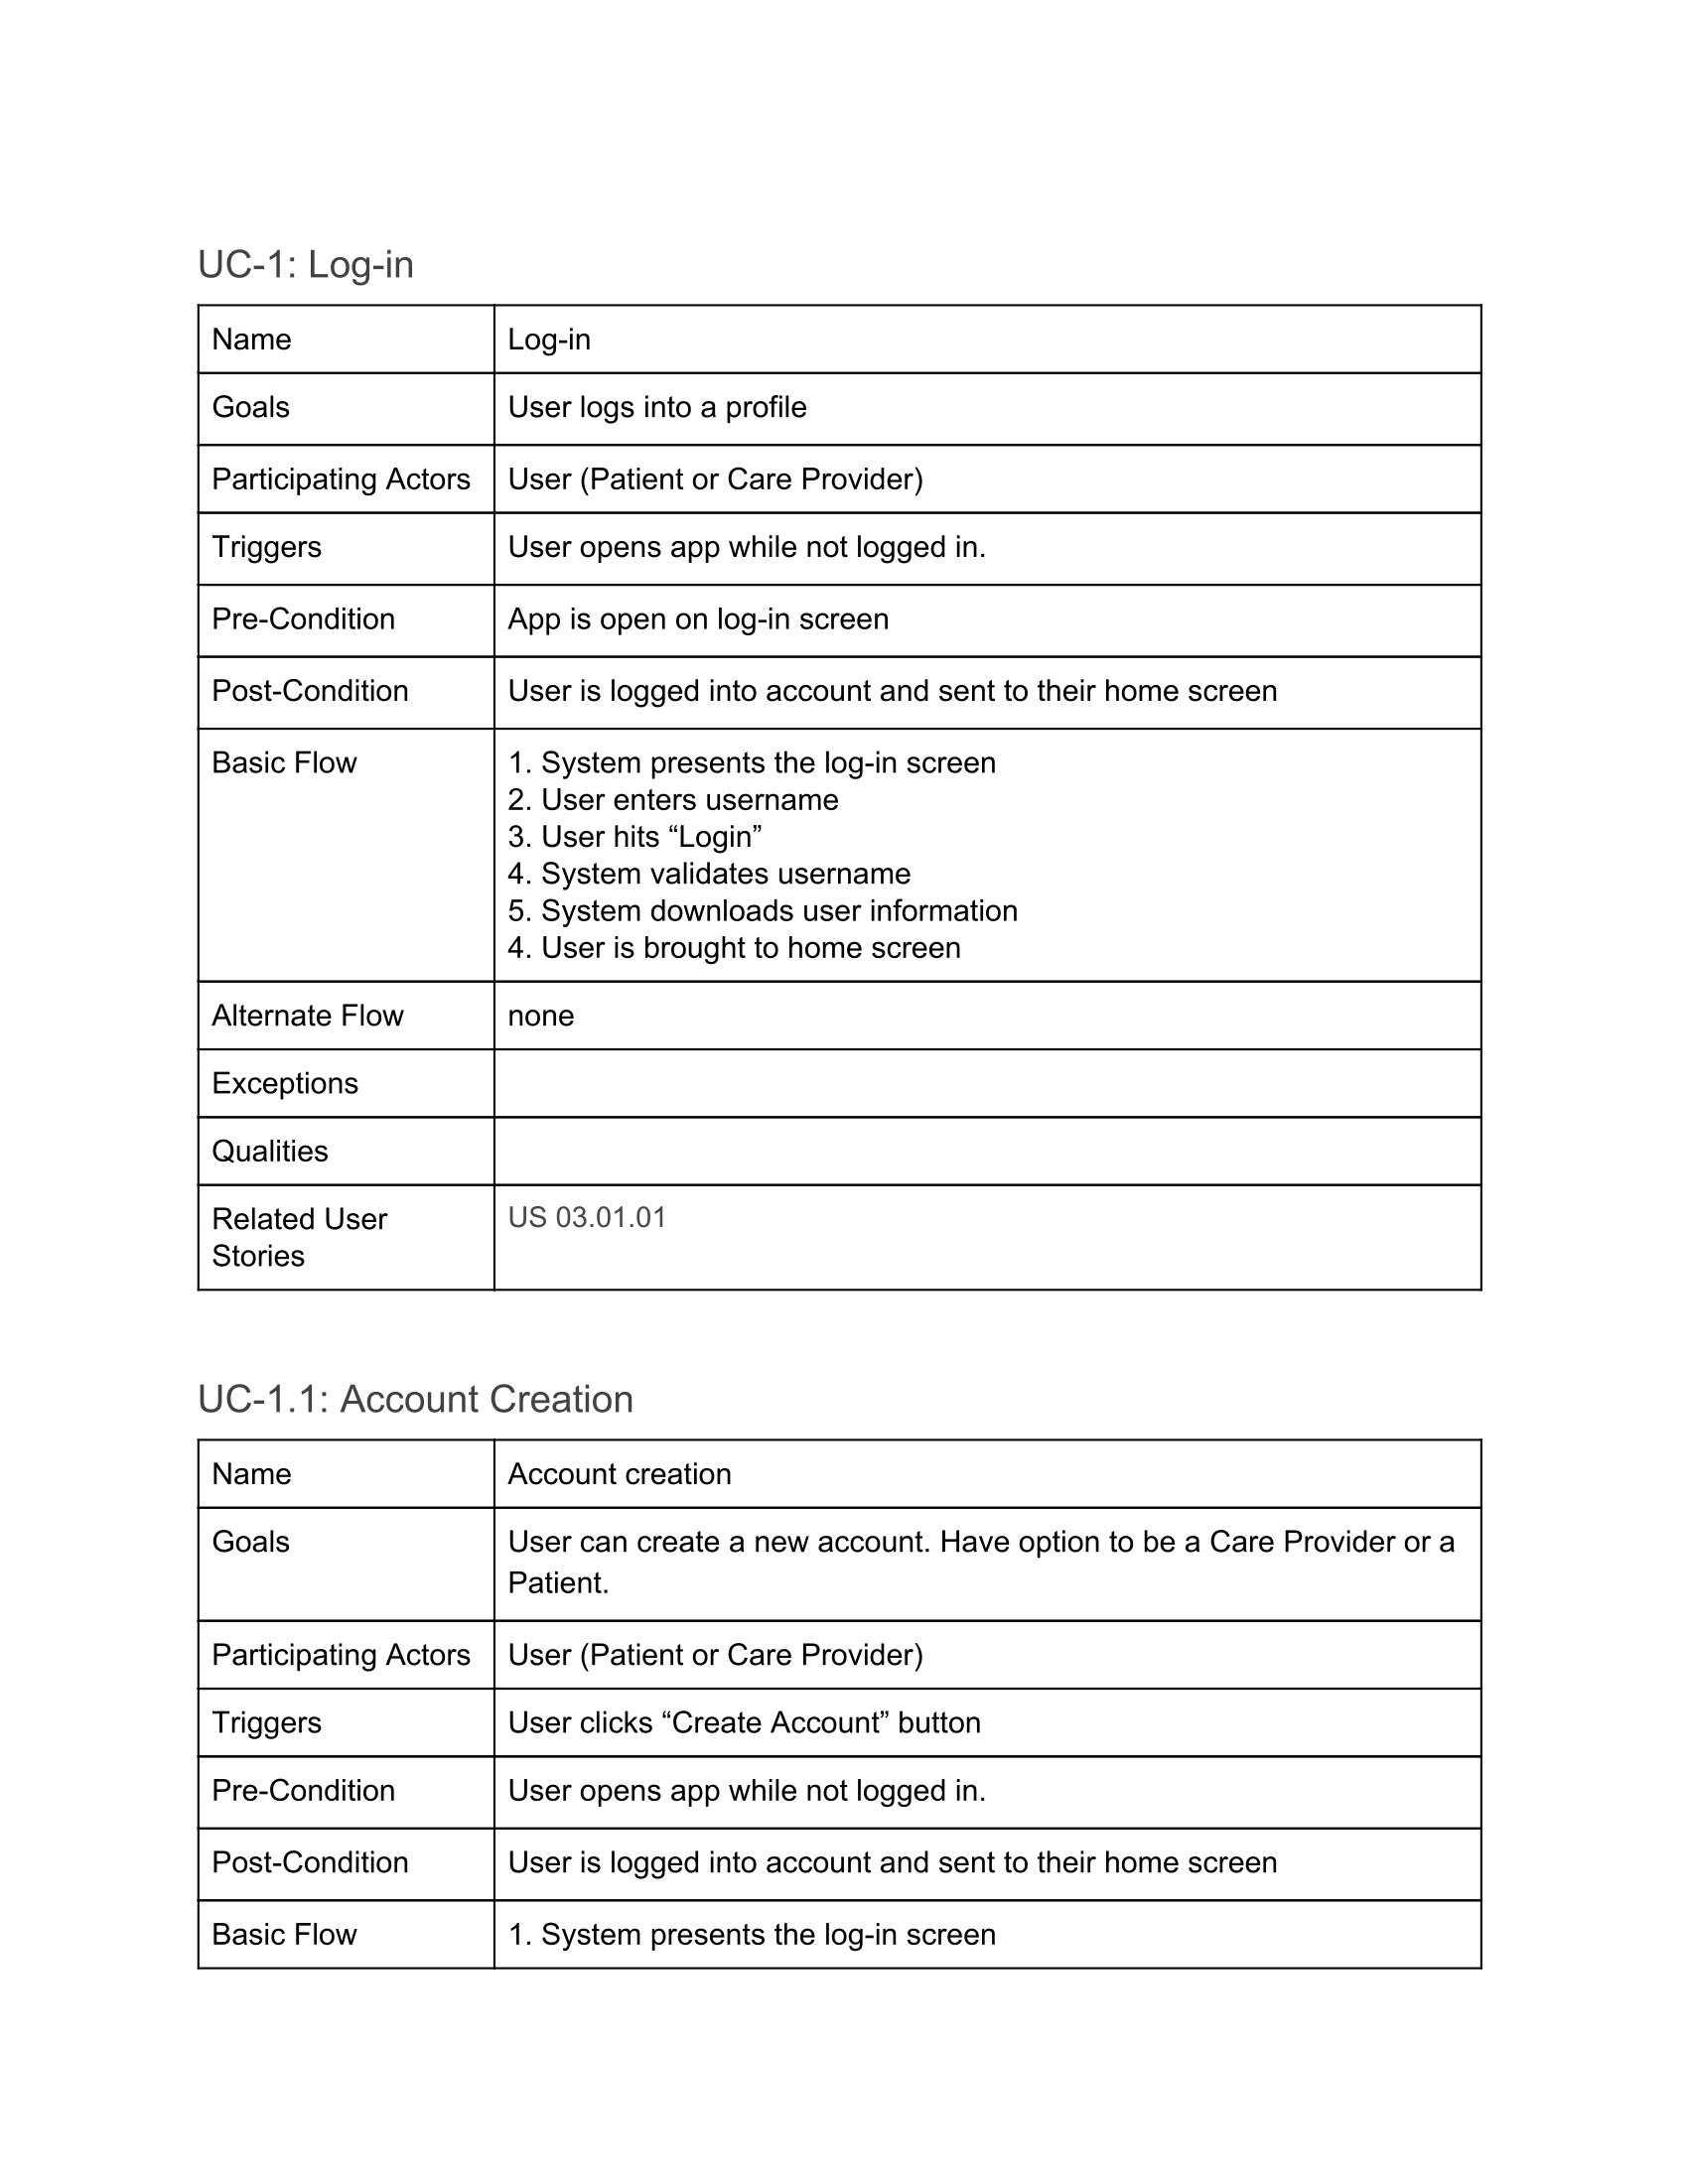 UC-1: Log-in
Name
Log-in
Goals
User logs into a profile
Participating Actors
User (Patient or Care Provider)
Triggers
User opens app while not logged in.
Pre-Condition
App is open on log-in screen
Post-Condition
User is logged into account and sent to their home screen
Basic Flow
1. System presents the log-in screen
2. User enters username
3. User hits “Login”
4. System validates username
5. System downloads user information
4. User is brought to home screen
Alternate Flow
none
Exceptions
Qualities
Related User
Stories
US 03.01.01
UC-1.1: Account Creation
Name
Account creation
Goals
User can create a new account. Have option to be a Care Provider or a
Patient.
Participating Actors
User (Patient or Care Provider)
Triggers
User clicks “Create Account” button
Pre-Condition
User opens app while not logged in.
Post-Condition
User is logged into account and sent to their home screen
Basic Flow
1. System presents the log-in screen